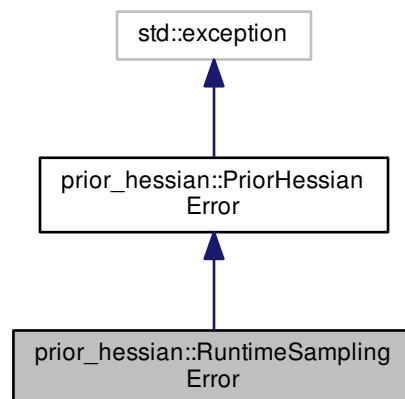 std::exception
prior_hessian::PriorHessian
Error
prior_hessian::RuntimeSampling
Error